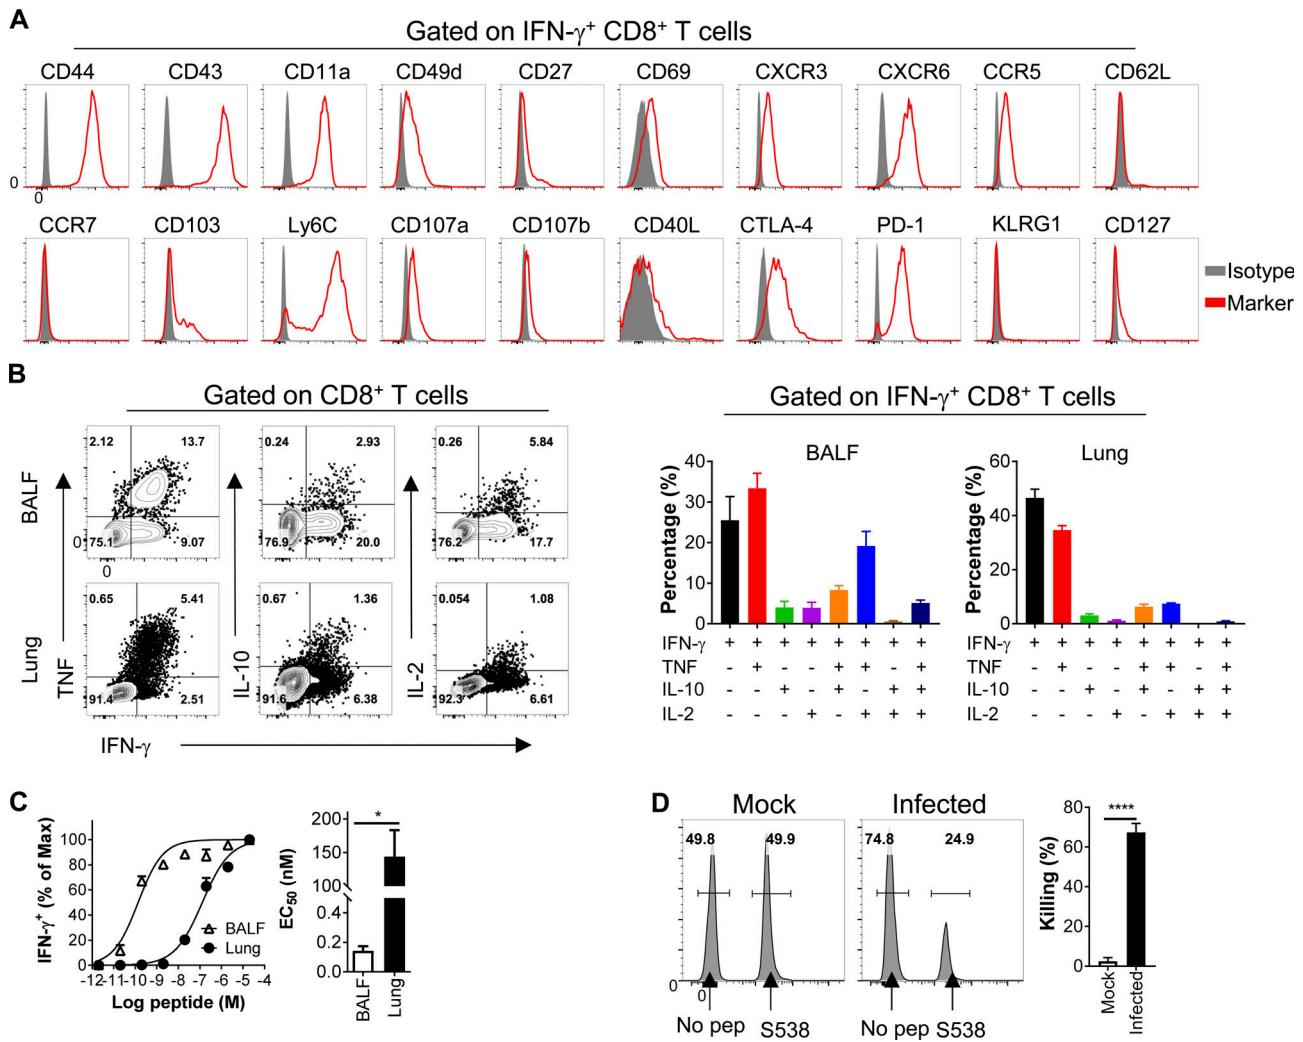 A
Gated on IFN-γ+ CD8+ T cells
CD44 CD43 CD11a CD49d CD27 CD69 CXCR3 CXCR6 CCR5 CD62L
0
0
CCR7 CD103 Ly6C CD107a CD107b CD40L CTLA-4 PD-1 KLRG1 CD127
Isotype
Marker
B
Gated on CD8+ T cells
BALF
2.12 13.7 0.24 2.93 0.26 5.84
75.1 9.07 76.9 20.0 76.2 17.7
0
0
Lung
TNF IL-10 IL-2
0.65 5.41 0.67 1.36 0.054 1.08
91.4 2.51 91.6 6.38 92.3 6.61
IFN-γ
Gated on IFN-γ+ CD8+ T cells
BALF
Percentage (%)
40
30
20
10
0
IFN-γ + + + + + + + +
TNF - + - - + + - +
IL-10 - - + - + - + +
IL-2 - - - + - + + +
Lung
Percentage (%)
60
40
20
0
IFN-γ + + + + + + + +
TNF - + - - + + - +
IL-10 - - + - + - + +
IL-2 - - - + - + + +
C
IFN-γ+ (% of Max)
100
80
60
40
20
0
BALF
Lung
-12 -11 -10 -9 -8 -7 -6 -5 -4
Log peptide (M)
EC50 (nM)
200
150
100
0.4
0.2
0.0
*
BALF
Lung
D
Mock Infected
49.8 49.9 74.8 24.9
0
No pep S538 No pep S538
Killing (%)
80
60
40
20
0
****
Mock
Infected